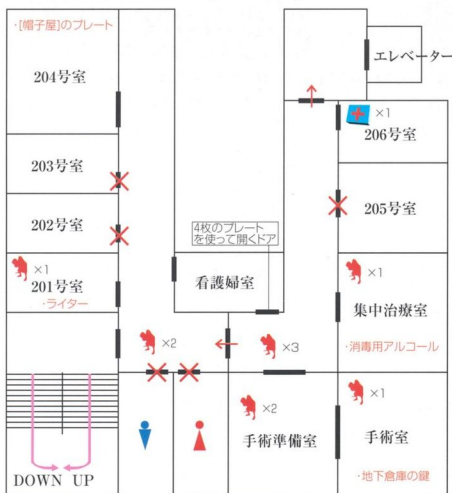 ・[帽子屋]のプレート
204号室
エレベーター
×1
206号室
203号室
202号室
205号室
4枚のプレート
を使って開くドア
×1
201号室
・ライター
看護婦室
×1
集中治療室
・消毒用アルコール
×2
×3
×2
手術準備室
×1
手術室
・地下倉庫の鍵
DOWN UP